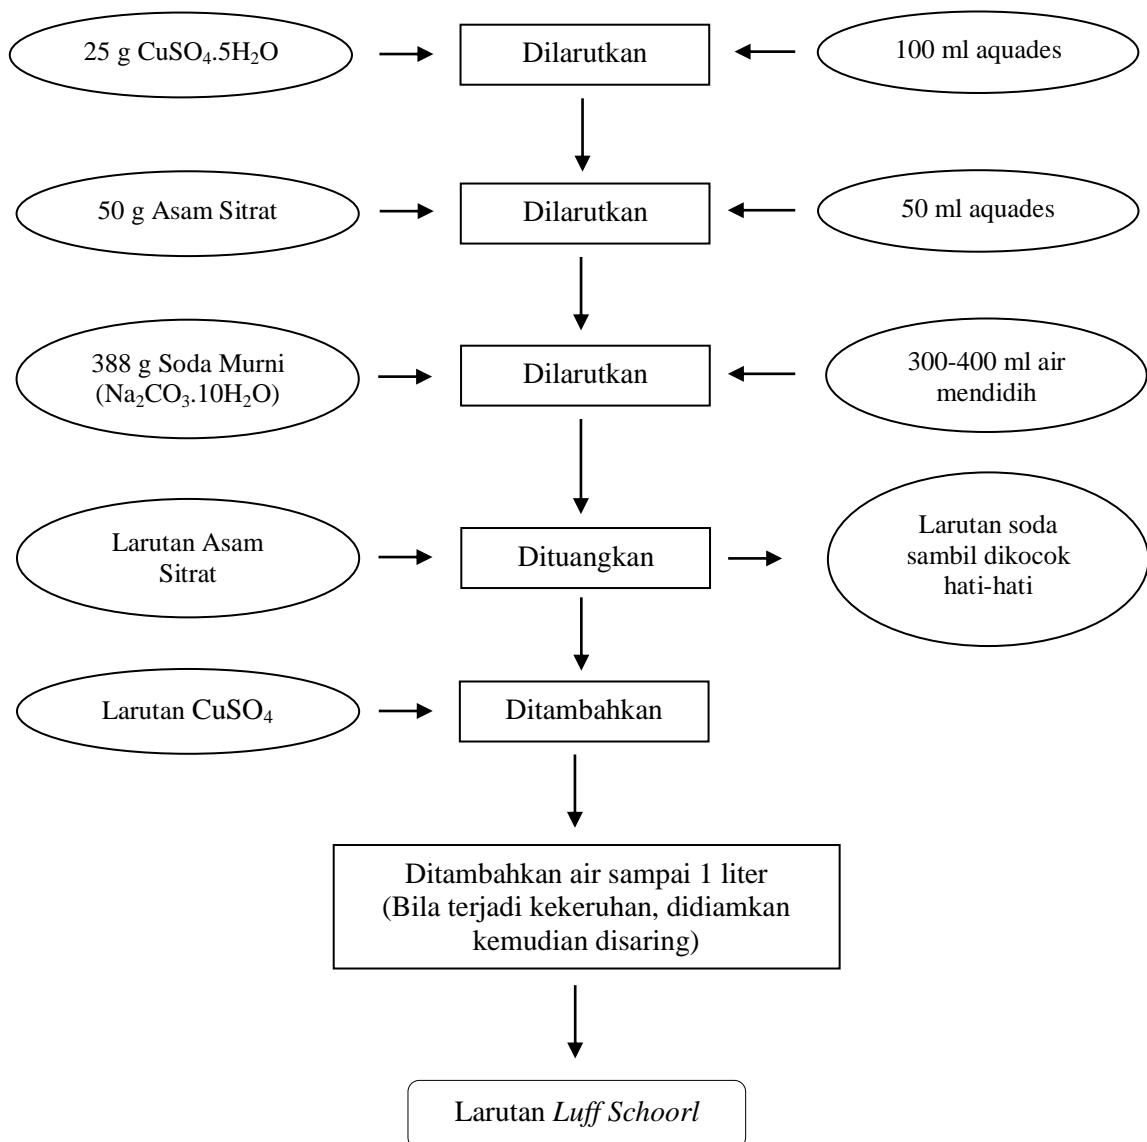 25 g CuSO₄.5H₂O
Dilarutkan
100 ml aquades
50 g Asam Sitrat
Dilarutkan
50 ml aquades
388 g Soda Murni
(Na₂CO₃.10H₂O)
Dilarutkan
300-400 ml air
mendidih
Larutan Asam
Sitrat
Dituangkan
Larutan soda
sambil dikocok
hati-hati
Larutan CuSO₄
Ditambahkan
Ditambahkan air sampai 1 liter
(Bila terjadi kekeruhan, didiamkan
kemudian disaring)
Larutan Luff Schoorl